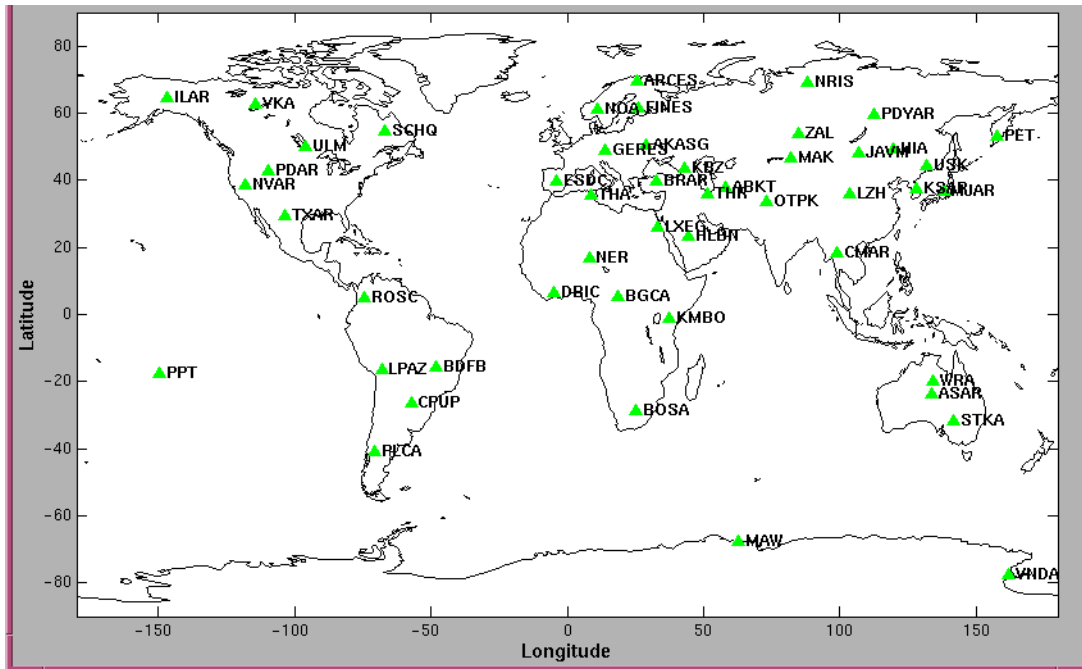 80
60
40
20
0
-20
-40
-60
-80
Latitude
-150
-100
-50
0
50
100
150
Longitude
ARCES
NRIS
ILAR
YKA
NOA
FINES
PDYAR
SCHQ
ZAL
PET
ULM
AKASG
GERES
HIA
JAVM
MAK
USK
PDAR
KBZ
NVAR
ESDC
BRAR
ABKT
THR
OTPK
LZH
KSAR
MJAR
THA
TXAR
LXEG
HLBN
NER
CMAR
ROSC
DBIC
BGCA
KMBO
PPT
LPAZ
BDFB
WRA
ASAR
CPUP
BOSA
STKA
PLCA
MAW
VNDA